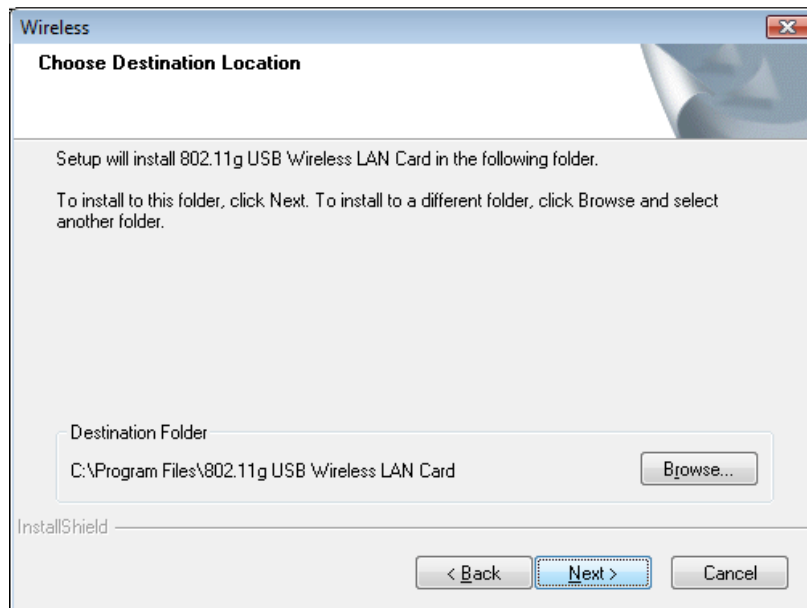 Wireless
Choose Destination Location
Setup will install 802.11g USB Wireless LAN Card in the following folder.
To install to this folder, click Next. To install to a different folder, click Browse and select
another folder.
Destination Folder
C:\Program Files\802.11g USB Wireless LAN Card
Browse...
InstallShield
< Back
Next >
Cancel